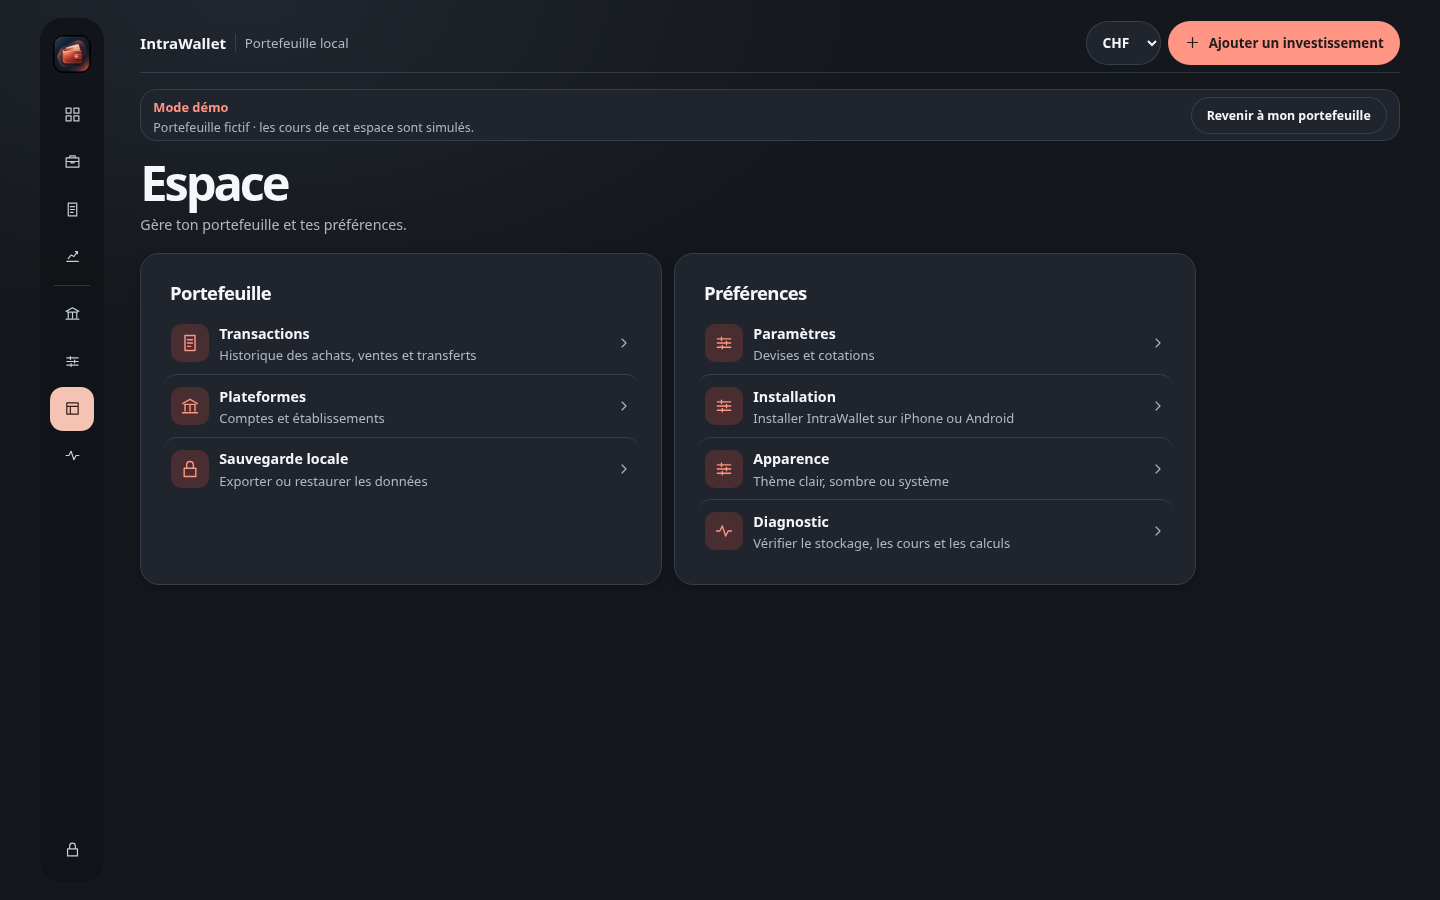 IntraWallet
Portefeuille local
CHF
Ajouter un investissement
Mode démo
Portefeuille fictif · les cours de cet espace sont simulés.
Revenir à mon portefeuille
Espace
Gère ton portefeuille et tes préférences.
Portefeuille
Transactions
Historique des achats, ventes et transferts
Plateformes
Comptes et établissements
Sauvegarde locale
Exporter ou restaurer les données
Préférences
Paramètres
Devises et cotations
Installation
Installer IntraWallet sur iPhone ou Android
Apparence
Thème clair, sombre ou système
Diagnostic
Vérifier le stockage, les cours et les calculs